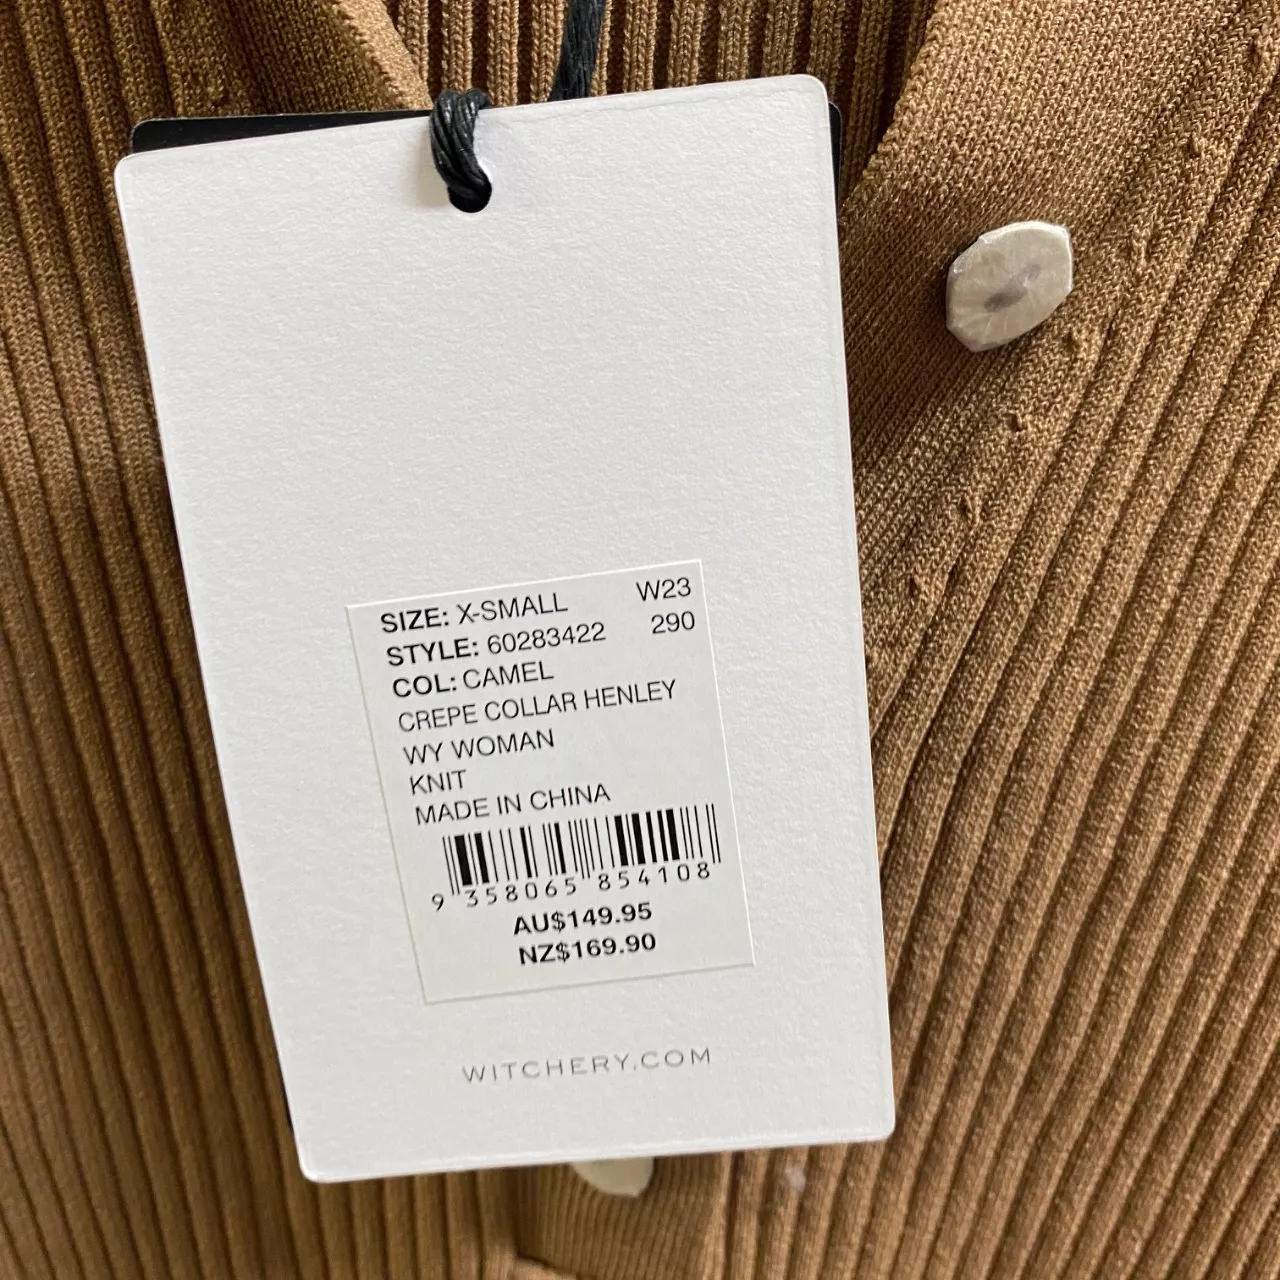 SIZE: X-SMALL W23
STYLE: 60283422 290
COL: CAMEL
CREPE COLLAR HENLEY
WY WOMAN
KNIT
MADE IN CHINA
9 358065 854108
AU$149.95
NZ$169.90
WITCHERY.COM